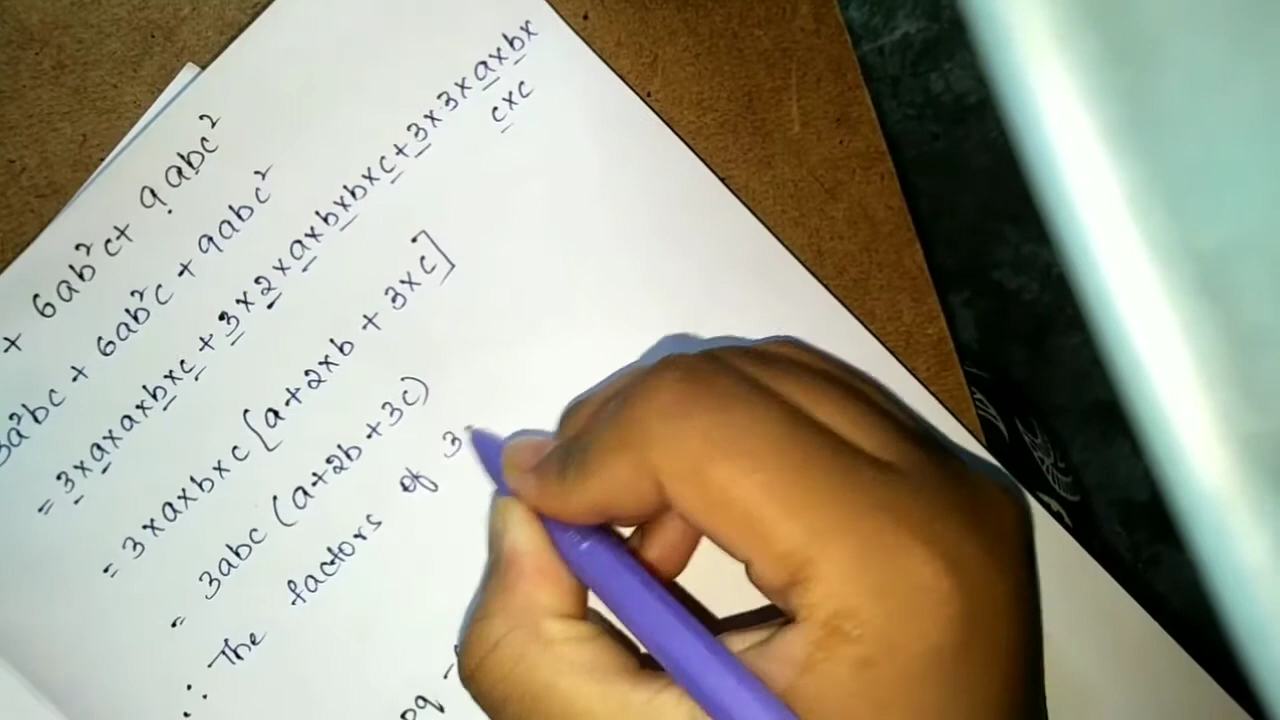 + 6ab²c + 9abc²
3a²bc + 6ab²c + 9abc²
= 3×a×a×b×c + 3×2×a×b×b×c + 3×3×a×b×
c×c
= 3×a×b×c [a+2×b + 3×c]
= 3abc (a+2b+3c)
∴ The factors of 3
pq -